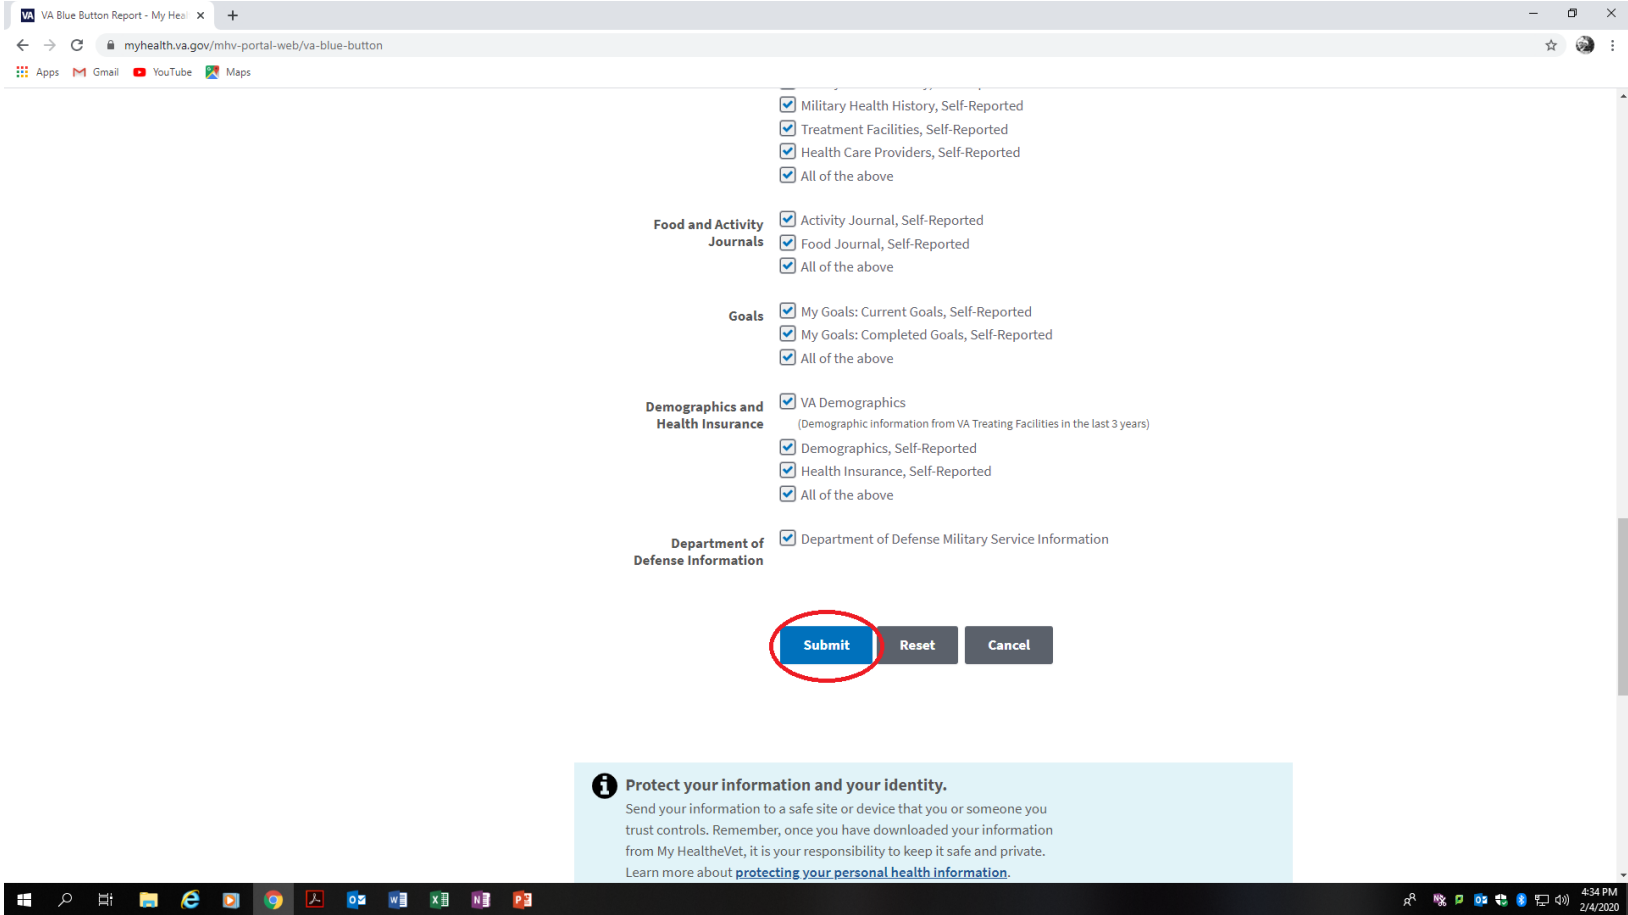 VA Blue Button Report - My Heal
myhealth.va.gov/mhv-portal-web/va-blue-button
Apps Gmail YouTube Maps
Military Health History, Self-Reported
Treatment Facilities, Self-Reported
Health Care Providers, Self-Reported
All of the above
Food and Activity
Journals
Activity Journal, Self-Reported
Food Journal, Self-Reported
All of the above
Goals
My Goals: Current Goals, Self-Reported
My Goals: Completed Goals, Self-Reported
All of the above
Demographics and
Health Insurance
VA Demographics
(Demographic information from VA Treating Facilities in the last 3 years)
Demographics, Self-Reported
Health Insurance, Self-Reported
All of the above
Department of
Defense Information
Department of Defense Military Service Information
Submit Reset Cancel
Protect your information and your identity.
Send your information to a safe site or device that you or someone you
trust controls. Remember, once you have downloaded your information
from My HealtheVet, it is your responsibility to keep it safe and private.
Learn more about protecting your personal health information.
4:34 PM
2/4/2020